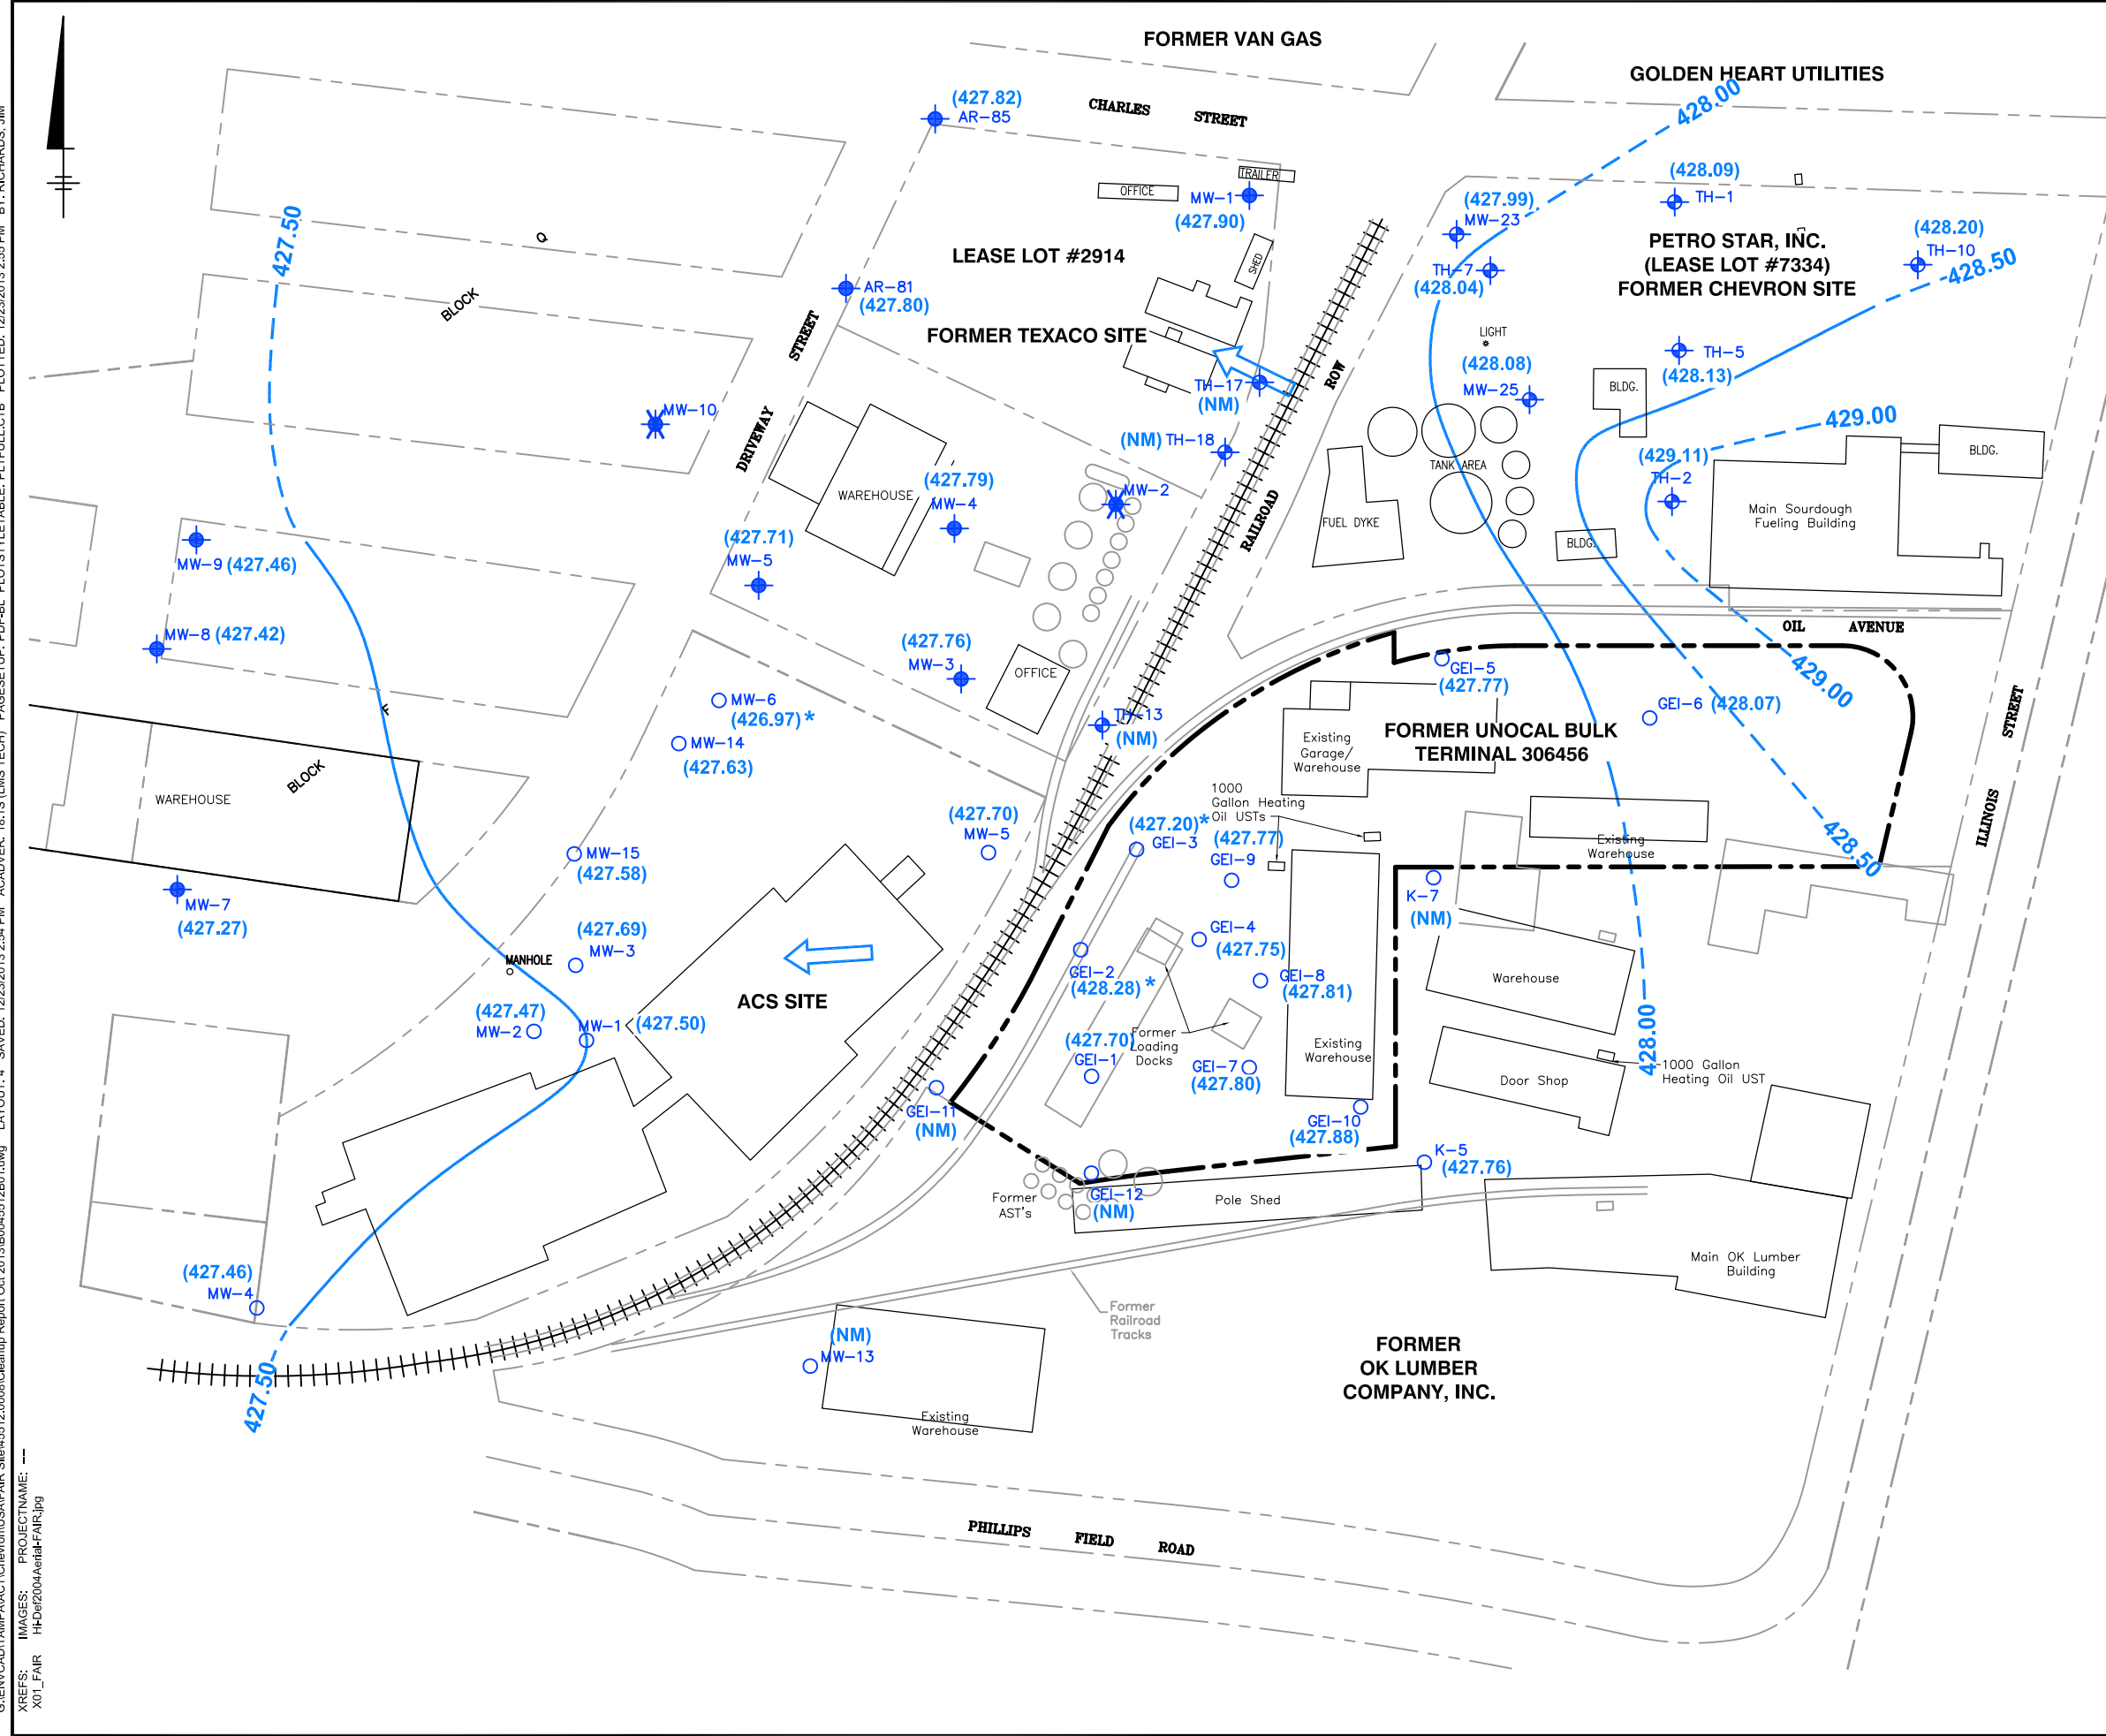 FORMER VAN GAS
GOLDEN HEART UTILITIES
428.00
(427.82)
AR-85
CHARLES STREET
TRAILER
OFFICE
MW-1
(427.90)
(428.09)
TH-1
(427.99)
MW-23
(428.20)
TH-10
428.50
427.50
Q
BLOCK
LEASE LOT #2914
SHED
TH-7
(428.04)
PETRO STAR, INC.
(LEASE LOT #7334)
FORMER CHEVRON SITE
AR-81
(427.80)
DRIVEWAY STREET
FORMER TEXACO SITE
LIGHT
(428.08)
MW-25
TH-5
(428.13)
BLDG.
TH-17
(NM)
RAILROAD ROW
MW-10
(NM) TH-18
429.00
BLDG.
TANK AREA
(429.11)
TH-2
WAREHOUSE
(427.79)
MW-4
MW-2
FUEL DYKE
BLDG.
Main Sourdough
Fueling Building
(427.71)
MW-5
MW-9 (427.46)
MW-8 (427.42)
OIL AVENUE
(427.76)
MW-3
OFFICE
GEI-5
(427.77)
429.00
GEI-6 (428.07)
F
BLOCK
MW-6
(426.97) *
MW-14
(427.63)
TH-13
(NM)
FORMER UNOCAL BULK
TERMINAL 306456
Existing
Garage/
Warehouse
ILLINOIS STREET
WAREHOUSE
1000
Gallon Heating
Oil USTs
(427.70)
MW-5
(427.20) *
GEI-3
(427.77)
GEI-9
Existing
Warehouse
428.50
MW-15
(427.58)
MW-7
(427.27)
K-7
(NM)
(427.69)
MW-3
MANHOLE
GEI-4
(427.75)
GEI-2
(428.28) *
GEI-8
(427.81)
Warehouse
ACS SITE
(427.47)
MW-2
MW-1 (427.50)
428.00
Former
Loading
Docks
(427.70)
GEI-1
Existing
Warehouse
GEI-7
(427.80)
1000 Gallon
Heating Oil UST
Door Shop
GEI-11
(NM)
GEI-10
(427.88)
K-5
(427.76)
Former
AST's
GEI-12
(NM)
Pole Shed
Main OK Lumber
Building
(427.46)
MW-4
Former
Railroad
Tracks
(NM)
MW-13
FORMER
OK LUMBER
COMPANY, INC.
427.50
Existing
Warehouse
PHILLIPS FIELD ROAD
XREFS: IMAGES: PROJECTNAME: ---
X01_FAIR Hi-Def2004Aerial-FAIR.jpg